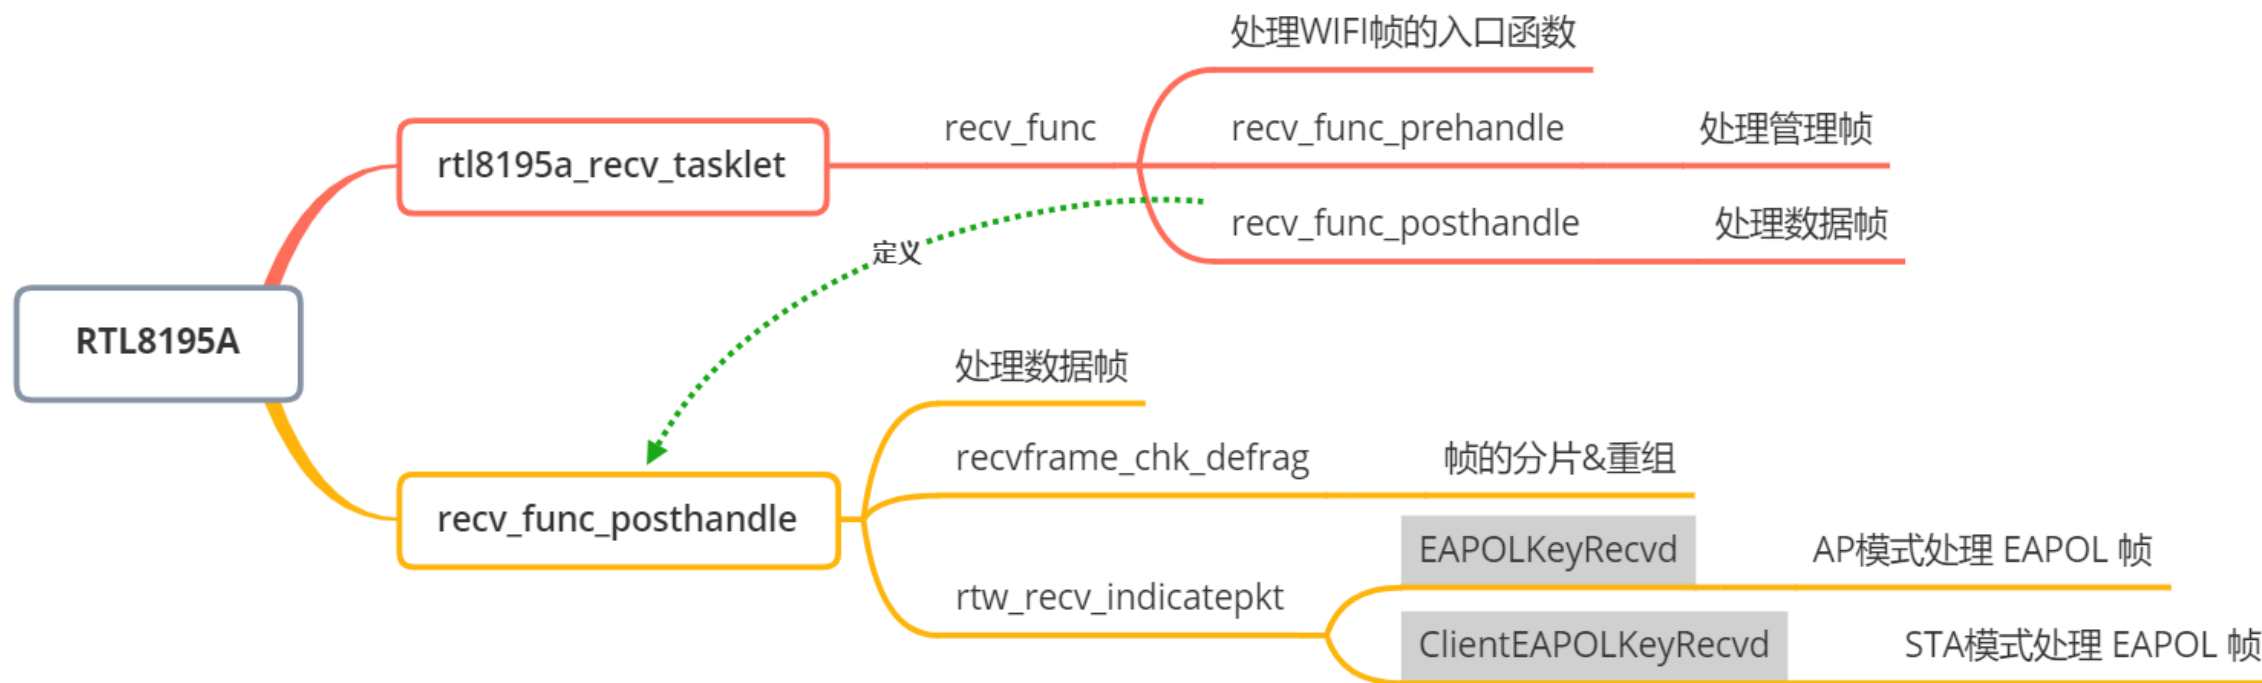 RTL8195A
rtl8195a_recv_tasklet
recv_func
处理WIFI帧的入口函数
recv_func_prehandle
处理管理帧
recv_func_posthandle
处理数据帧
定义
recv_func_posthandle
处理数据帧
recvframe_chk_defrag
帧的分片&重组
rtw_recv_indicatepkt
EAPOLKeyRecvd
AP模式处理 EAPOL 帧
ClientEAPOLKeyRecvd
STA模式处理 EAPOL 帧